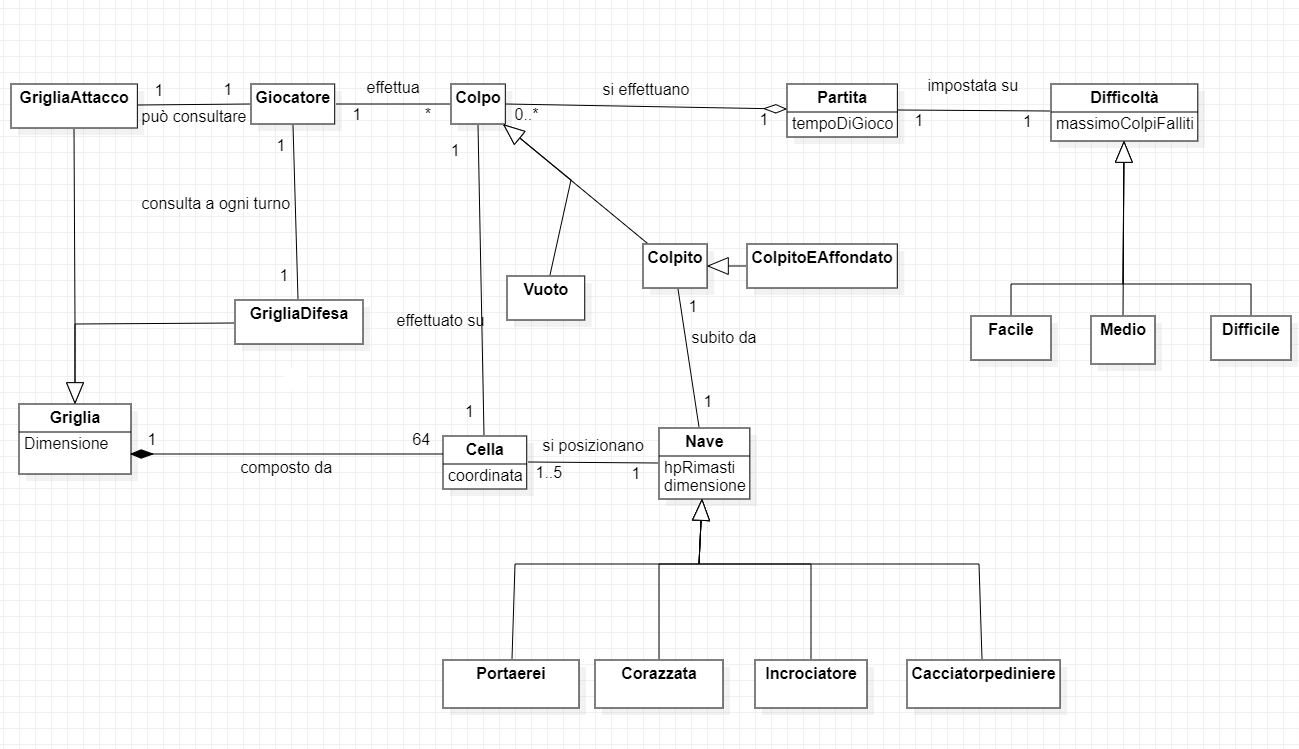 GrigliaAttacco
1
1
può consultare
Giocatore
effettua
1
*
Colpo
0..*
si effettuano
1
Partita
tempoDiGioco
impostata su
1
1
Difficoltà
massimoColpiFalliti
1
consulta a ogni turno
1
GrigliaDifesa
1
effettuato su
1
Vuoto
Colpito
ColpitoEAffondato
1
subito da
1
Facile
Medio
Difficile
Griglia
Dimensione
1
composto da
64
Cella
coordinata
si posizionano
1..5
1
Nave
hpRimasti
dimensione
Portaerei
Corazzata
Incrociatore
Cacciatorpediniere